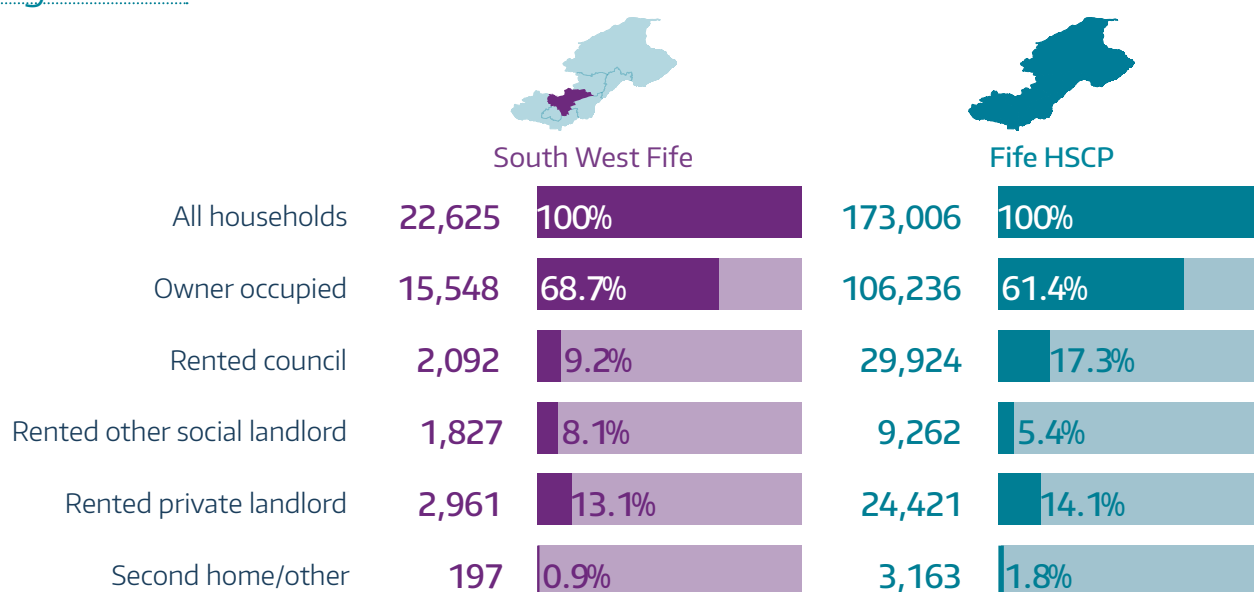 South West Fife Fife HSCP
All households 22,625 100% 173,006 100%
Owner occupied 15,548 68.7% 106,236 61.4%
Rented council 2,092 9.2% 29,924 17.3%
Rented other social landlord 1,827 8.1% 9,262 5.4%
Rented private landlord 2,961 13.1% 24,421 14.1%
Second home/other 197 0.9% 3,163 1.8%